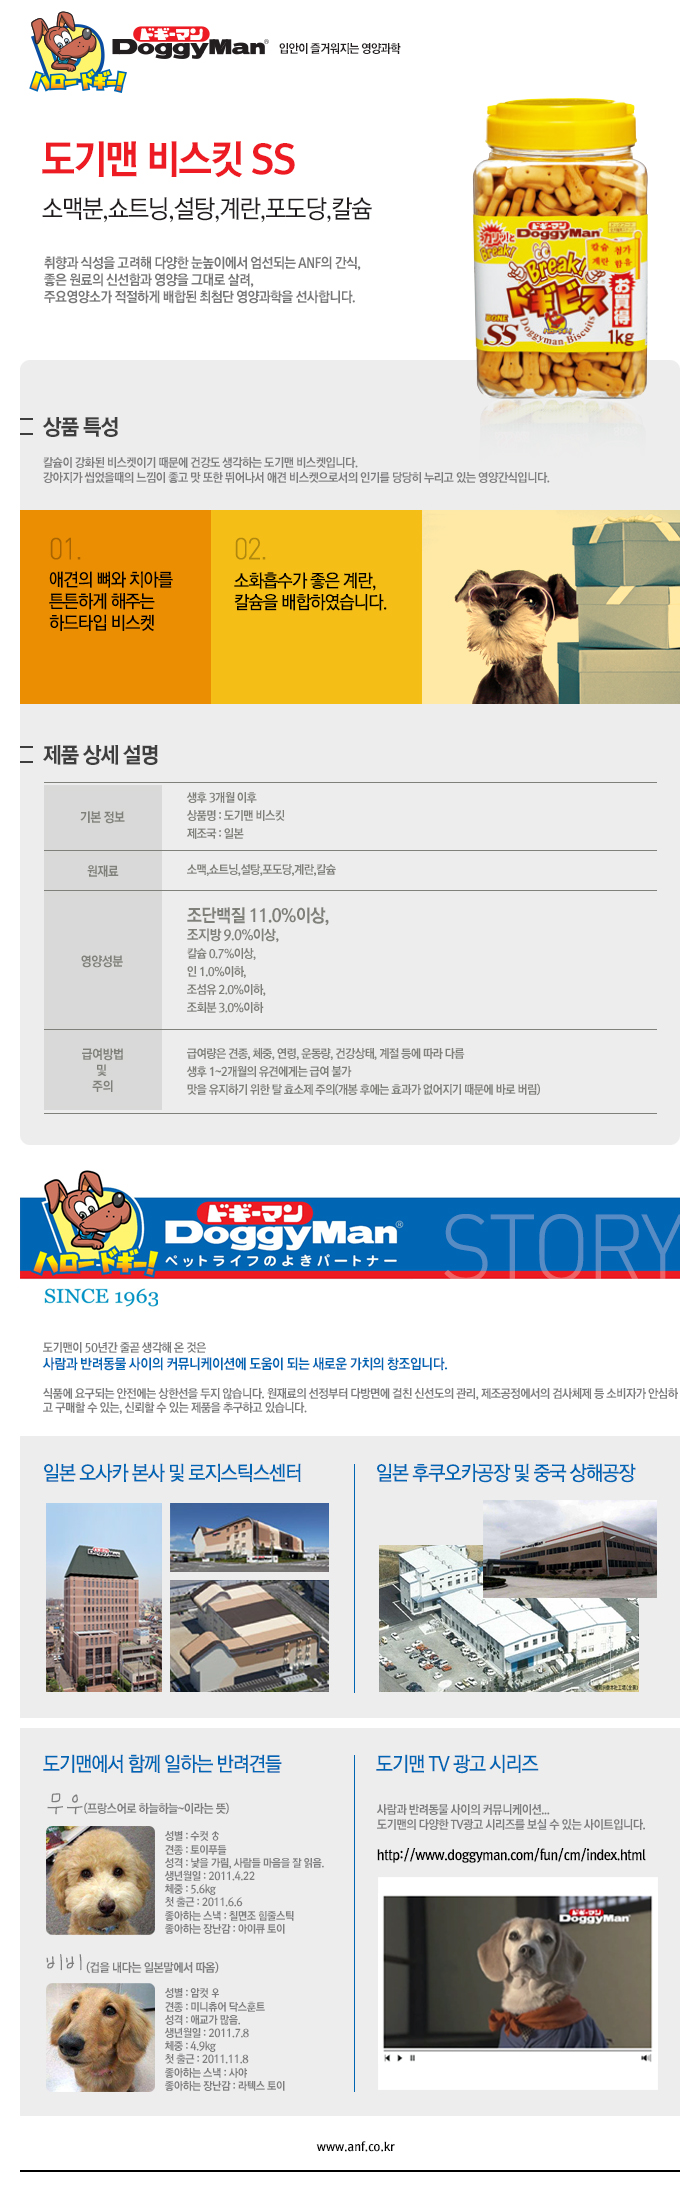 ドギーマン
DoggyMan®
ハロードギー!
입안이 즐거워지는 영양과학
도기맨 비스킷 SS
소맥분,쇼트닝,설탕,계란,포도당,칼슘
취향과 식성을 고려해 다양한 눈높이에서 엄선되는 ANF의 간식,
좋은 원료의 신선함과 영양을 그대로 살려,
주요영양소가 적절하게 배합된 최첨단 영양과학을 선사합니다.
ドギーマン
DoggyMan
カリッ!と
Break!
칼슘 첨가
계란 함유
Break!
ドギビス
お買得
BONE
SS
ハロードギー!
Doggyman Biscuits
1kg
상품 특성
칼슘이 강화된 비스켓이기 때문에 건강도 생각하는 도기맨 비스켓입니다.
강아지가 씹었을때의 느낌이 좋고 맛 또한 뛰어나서 애견 비스켓으로서의 인기를 당당히 누리고 있는 영양간식입니다.
01.
애견의 뼈와 치아를
튼튼하게 해주는
하드타입 비스켓
02.
소화흡수가 좋은 계란,
칼슘을 배합하였습니다.
제품 상세 설명
기본 정보
생후 3개월 이후
상품명 : 도기맨 비스킷
제조국 : 일본
원재료
소맥,쇼트닝,설탕,포도당,계란,칼슘
영양성분
조단백질 11.0%이상,
조지방 9.0%이상,
칼슘 0.7%이상,
인 1.0%이하,
조섬유 2.0%이하,
조회분 3.0%이하
급여방법
및
주의
급여량은 견종, 체중, 연령, 운동량, 건강상태, 계절 등에 따라 다름
생후 1~2개월의 유견에게는 급여 불가
맛을 유지하기 위한 탈 효소제 주의(개봉 후에는 효과가 없어지기 때문에 바로 버림)
ドギーマン
DoggyMan®
ハロードギー!
ペットライフのよきパートナー
STORY
SINCE 1963
도기맨이 50년간 줄곧 생각해 온 것은
사람과 반려동물 사이의 커뮤니케이션에 도움이 되는 새로운 가치의 창조입니다.
식품에 요구되는 안전에는 상한선을 두지 않습니다. 원재료의 선정부터 다방면에 걸친 신선도의 관리, 제조공정에서의 검사체제 등 소비자가 안심하
고 구매할 수 있는, 신뢰할 수 있는 제품을 추구하고 있습니다.
일본 오사카 본사 및 로지스틱스센터
일본 후쿠오카공장 및 중국 상해공장
DoggyMan
도기맨에서 함께 일하는 반려견들
무우(프랑스어로 하늘하늘~이라는 뜻)
성별 : 수컷 ♂
견종 : 토이푸들
성격 : 낯을 가림, 사람들 마음을 잘 읽음.
생년월일 : 2011.4.22
체중 : 5.6kg
첫 출근 : 2011.6.6
좋아하는 스낵 : 칠면조 힘줄스틱
좋아하는 장난감 : 아이큐 토이
비비(겁을 내다는 일본말에서 따옴)
성별 : 암컷 우
견종 : 미니츄어 닥스훈트
성격 : 애교가 많음.
생년월일 : 2011.7.8
체중 : 4.9kg
첫 출근 : 2011.11.8
좋아하는 스낵 : 사야
좋아하는 장난감 : 라텍스 토이
도기맨 TV 광고 시리즈
사람과 반려동물 사이의 커뮤니케이션...
도기맨의 다양한 TV광고 시리즈를 보실 수 있는 사이트입니다.
http://www.doggyman.com/fun/cm/index.html
ドギーマン
DoggyMan
www.anf.co.kr